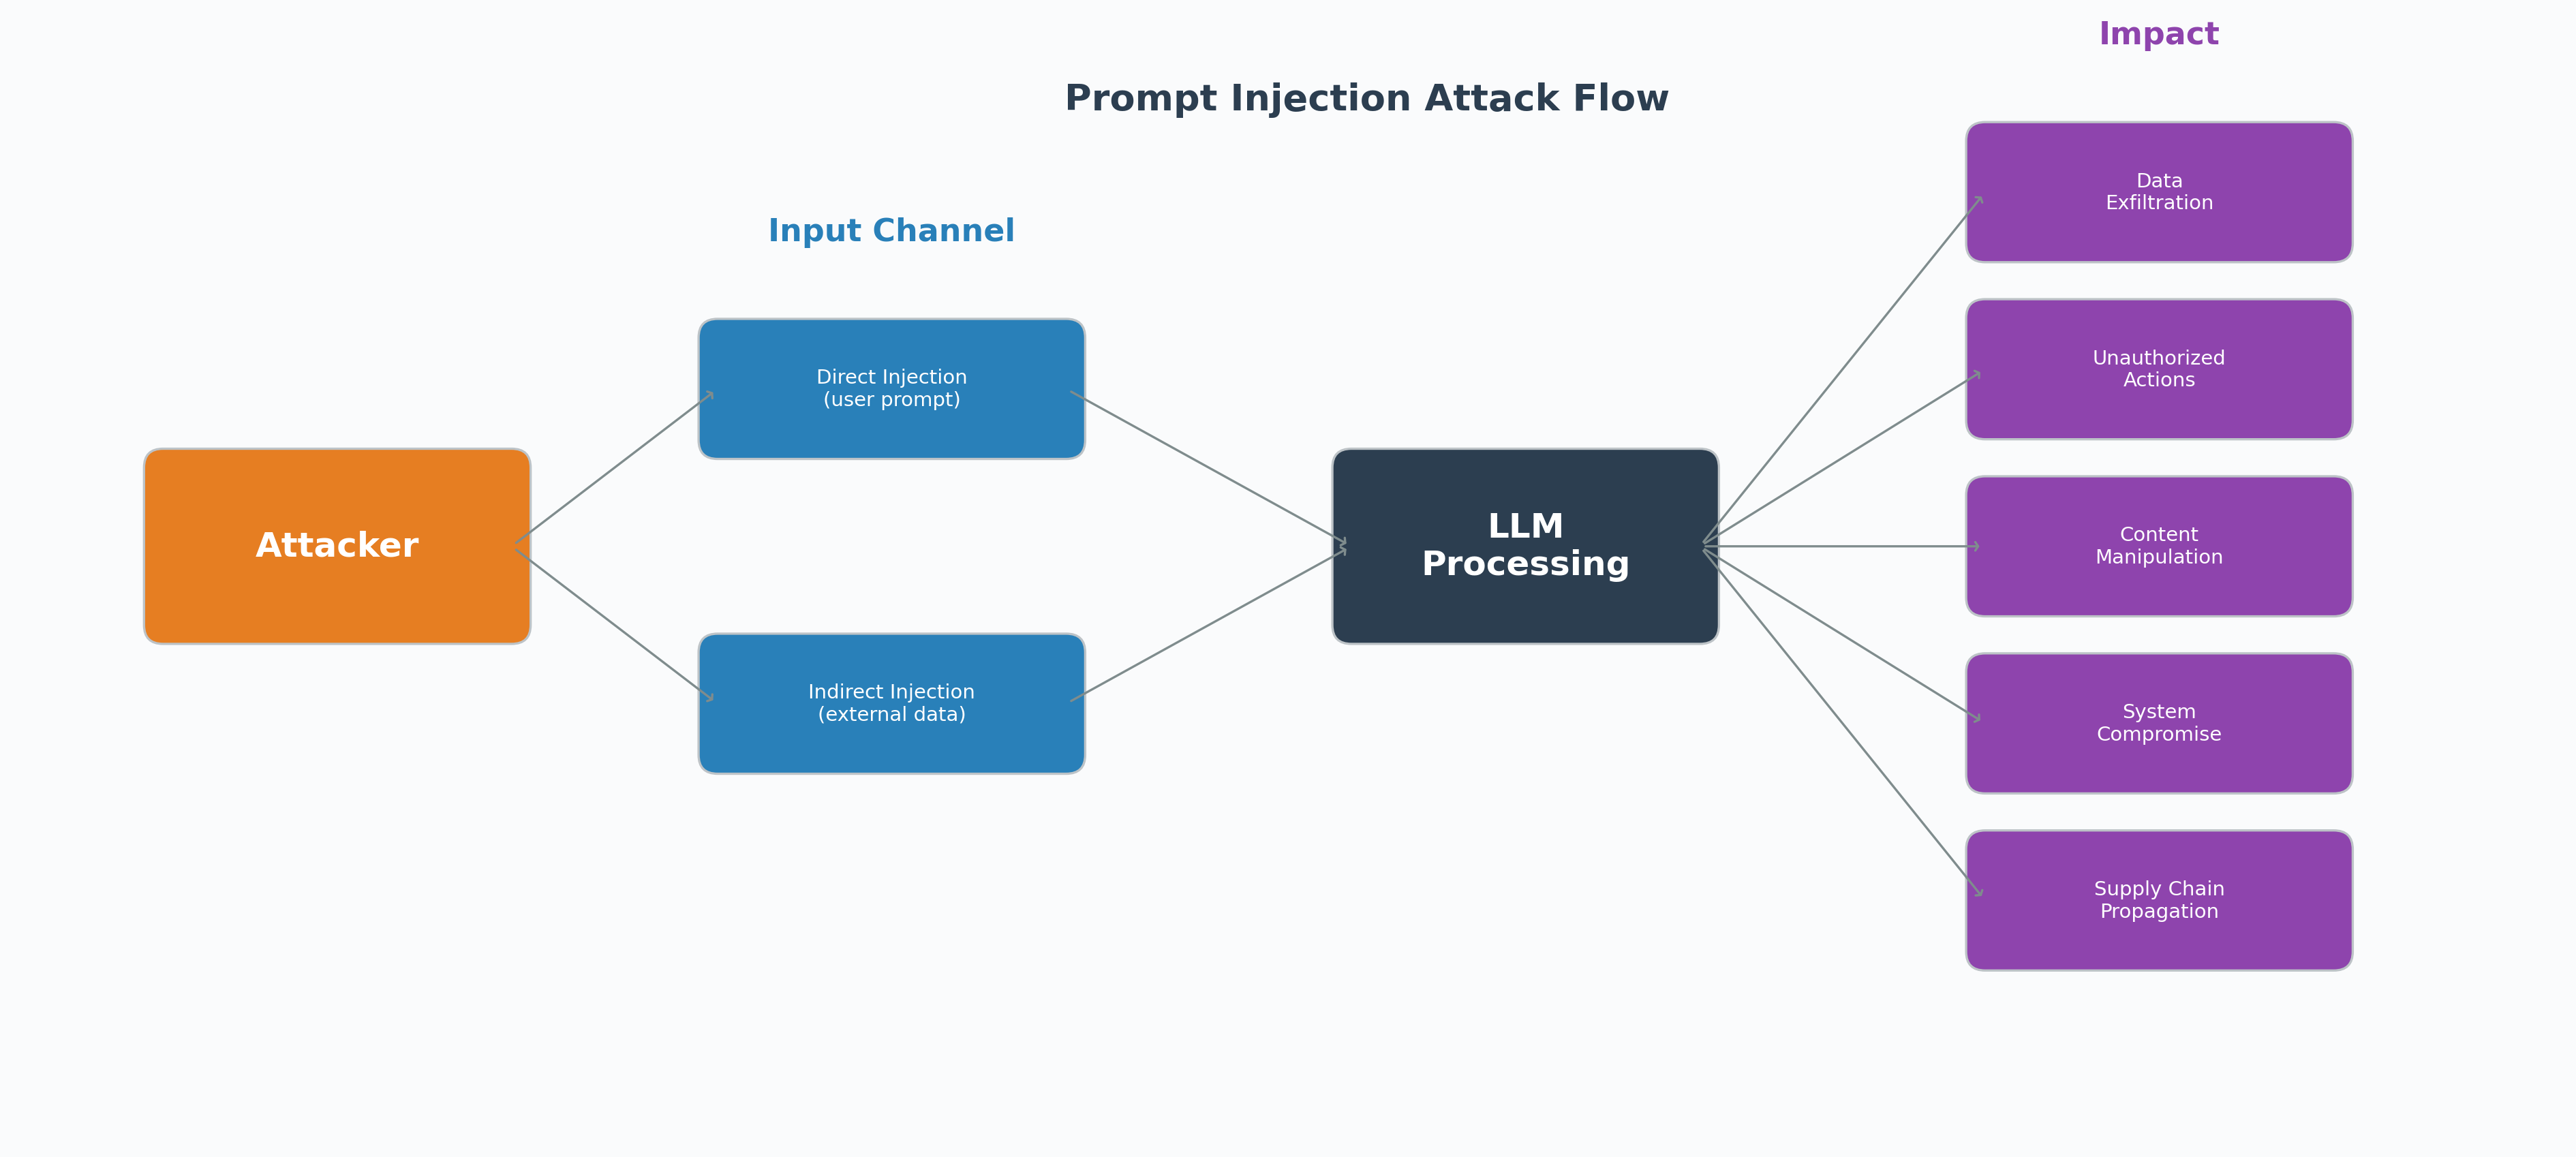 Impact
Prompt Injection Attack Flow
Input Channel
Attacker
Direct Injection
(user prompt)
Indirect Injection
(external data)
LLM
Processing
Data
Exfiltration
Unauthorized
Actions
Content
Manipulation
System
Compromise
Supply Chain
Propagation